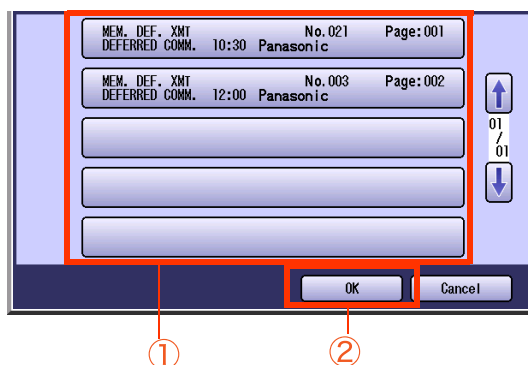 MEM. DEF. XMT No.021 Page:001
DEFERRED COMM. 10:30 Panasonic
MEM. DEF. XMT No.003 Page:002
DEFERRED COMM. 12:00 Panasonic
01
/
01
OK Cancel
① ②